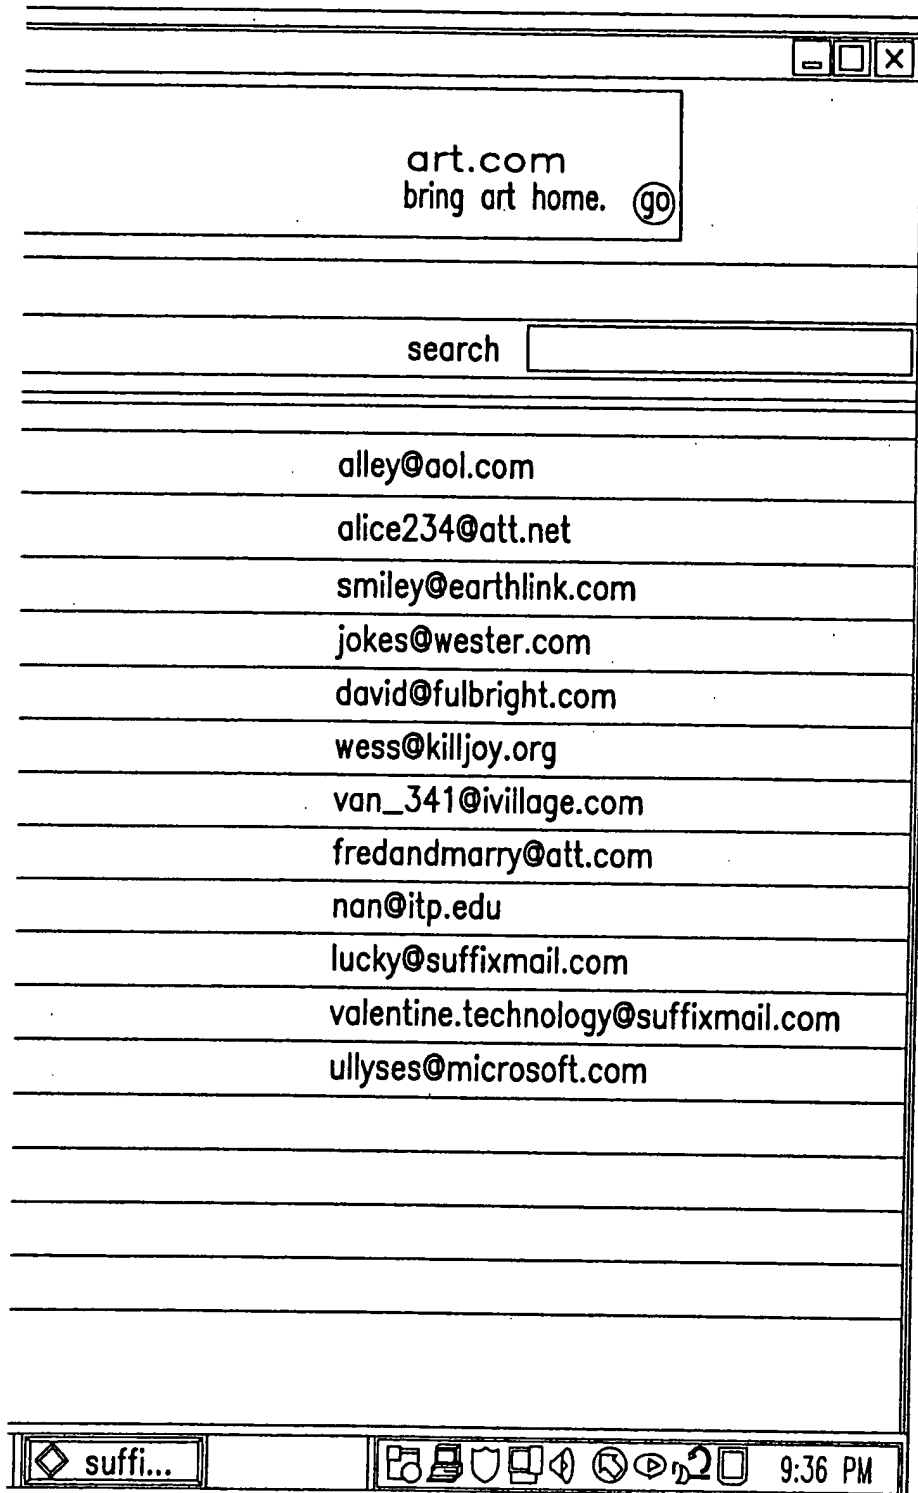 art.com
bring art home. go
search
alley@aol.com
alice234@att.net
smiley@earthlink.com
jokes@wester.com
david@fulbright.com
wess@killjoy.org
van_341@ivillage.com
fredandmarry@att.com
nan@itp.edu
lucky@suffixmail.com
valentine.technology@suffixmail.com
ullyses@microsoft.com
suffi... 9:36 PM